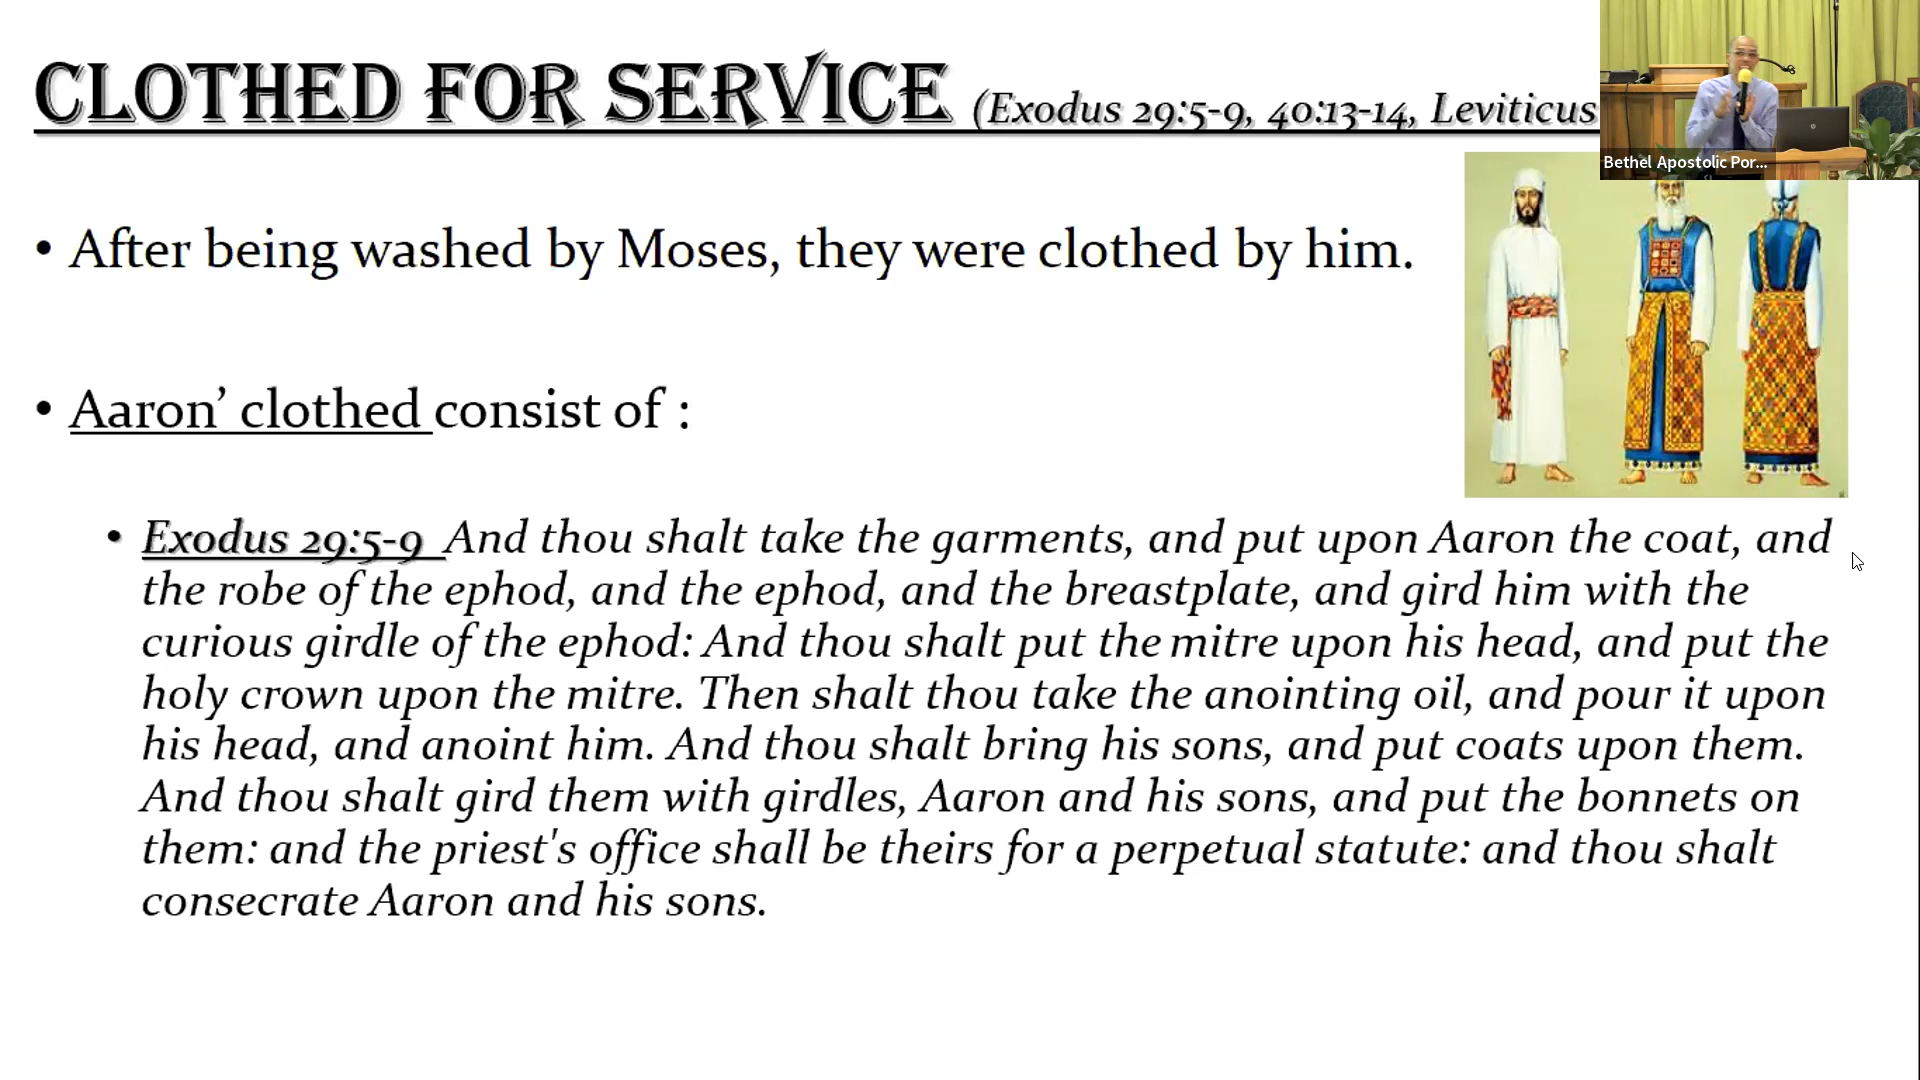 CLOTHED FOR SERVICE (Exodus 29:5-9, 40:13-14, Leviticus
Bethel Apostolic Por...
• After being washed by Moses, they were clothed by him.
• Aaron’ clothed consist of :
• Exodus 29:5-9 And thou shalt take the garments, and put upon Aaron the coat, and
the robe of the ephod, and the ephod, and the breastplate, and gird him with the
curious girdle of the ephod: And thou shalt put the mitre upon his head, and put the
holy crown upon the mitre. Then shalt thou take the anointing oil, and pour it upon
his head, and anoint him. And thou shalt bring his sons, and put coats upon them.
And thou shalt gird them with girdles, Aaron and his sons, and put the bonnets on
them: and the priest's office shall be theirs for a perpetual statute: and thou shalt
consecrate Aaron and his sons.